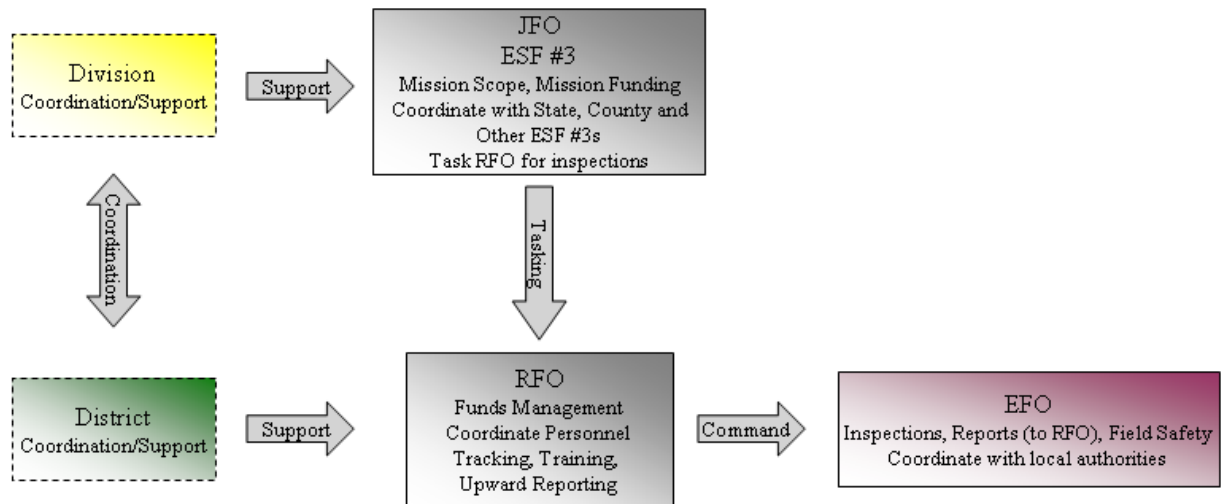 Division
Coordination/Support
Support
JFO
ESF #3
Mission Scope, Mission Funding
Coordinate with State, County and
Other ESF #3s
Task RFO for inspections
Coordination
Tasking
District
Coordination/Support
Support
RFO
Funds Management
Coordinate Personnel
Tracking, Training,
Upward Reporting
Command
EFO
Inspections, Reports (to RFO), Field Safety
Coordinate with local authorities